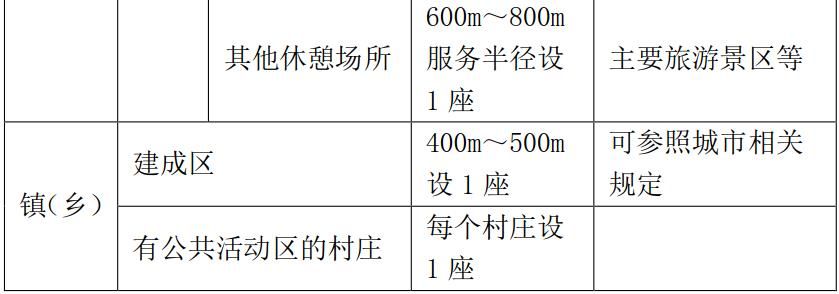 其他休憩场所
600m～800m
服务半径设
1座
主要旅游景区等
镇(乡)
建成区
400m～500m
设1座
可参照城市相关
规定
有公共活动区的村庄
每个村庄设
1座